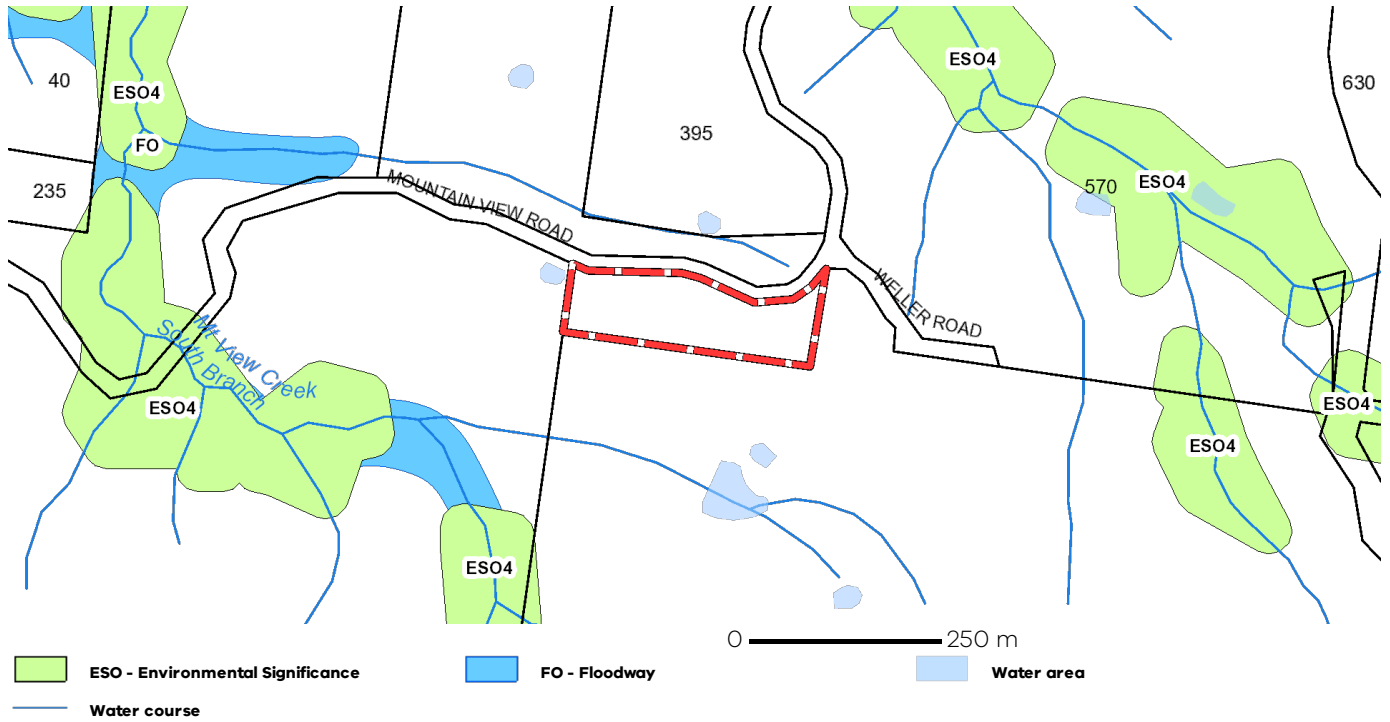 ESO4
630
40
ESO4
395
FO
ESO4
570
235
MOUNTAIN VIEW ROAD
WELLER ROAD
Mt View Creek
South Branch
ESO4
ESO4
ESO4
ESO4
0 250 m
ESO - Environmental Significance FO - Floodway Water area
Water course